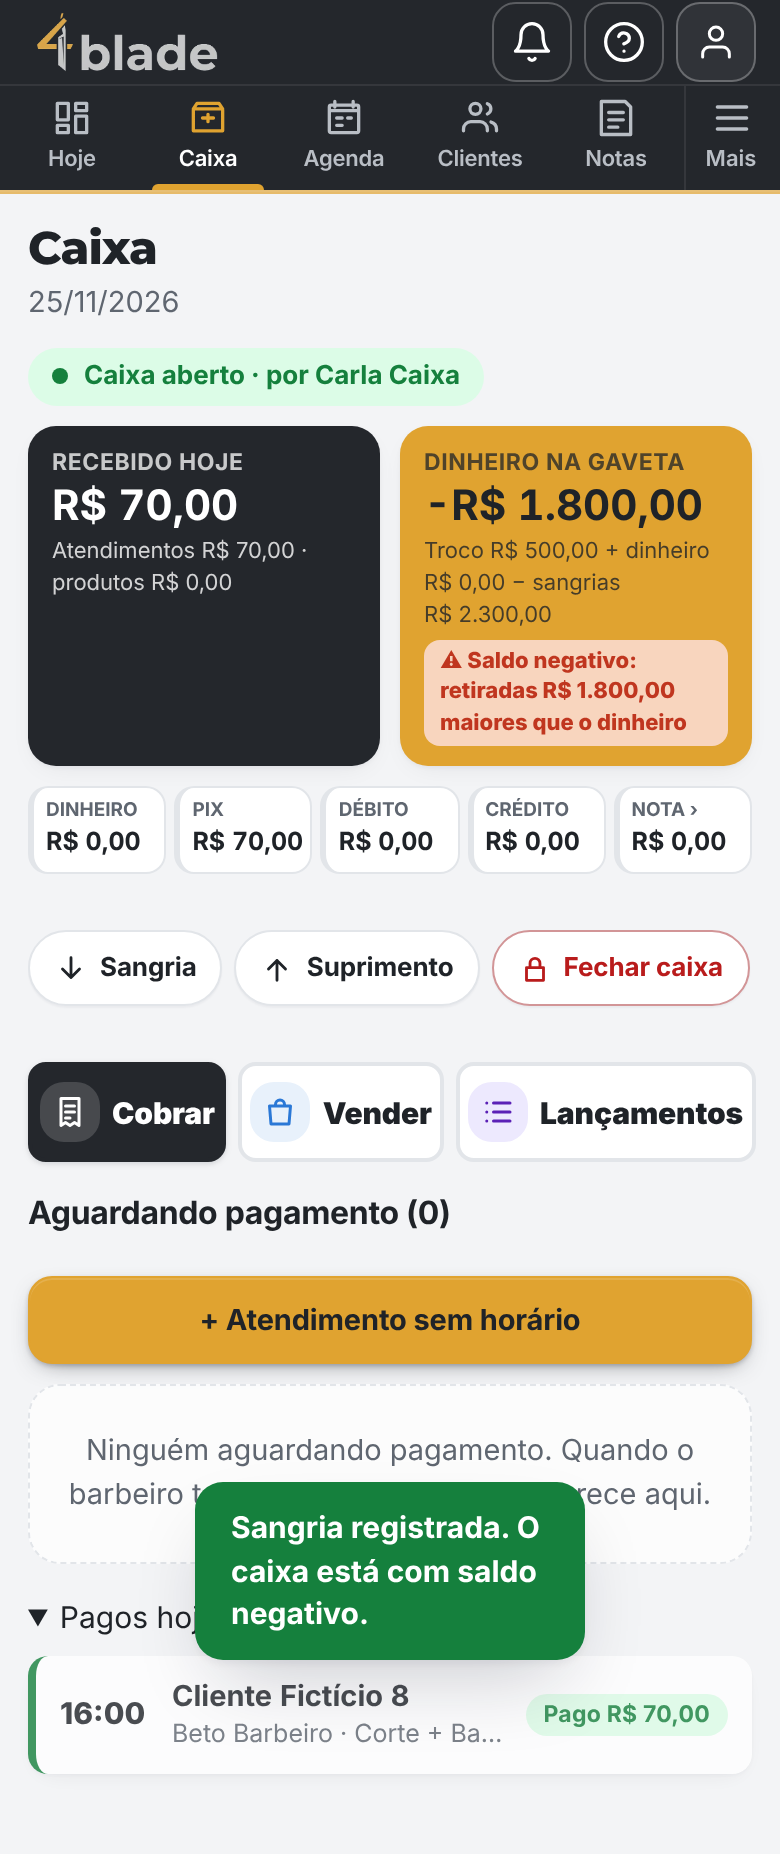 4blade
Hoje
Caixa
Agenda
Clientes
Notas
Mais
Caixa
25/11/2026
Caixa aberto · por Carla Caixa
RECEBIDO HOJE
R$ 70,00
Atendimentos R$ 70,00 ·
produtos R$ 0,00
DINHEIRO NA GAVETA
-R$ 1.800,00
Troco R$ 500,00 + dinheiro
R$ 0,00 − sangrias
R$ 2.300,00
⚠ Saldo negativo:
retiradas R$ 1.800,00
maiores que o dinheiro
DINHEIRO
R$ 0,00
PIX
R$ 70,00
DÉBITO
R$ 0,00
CRÉDITO
R$ 0,00
NOTA ›
R$ 0,00
↓ Sangria
↑ Suprimento
Fechar caixa
Cobrar
Vender
Lançamentos
Aguardando pagamento (0)
+ Atendimento sem horário
Ninguém aguardando pagamento. Quando o
barbeiro aqui.
Sangria registrada. O
caixa está com saldo
negativo.
▼ Pagos
16:00
Cliente Fictício 8
Beto Barbeiro · Corte + Ba...
Pago R$ 70,00